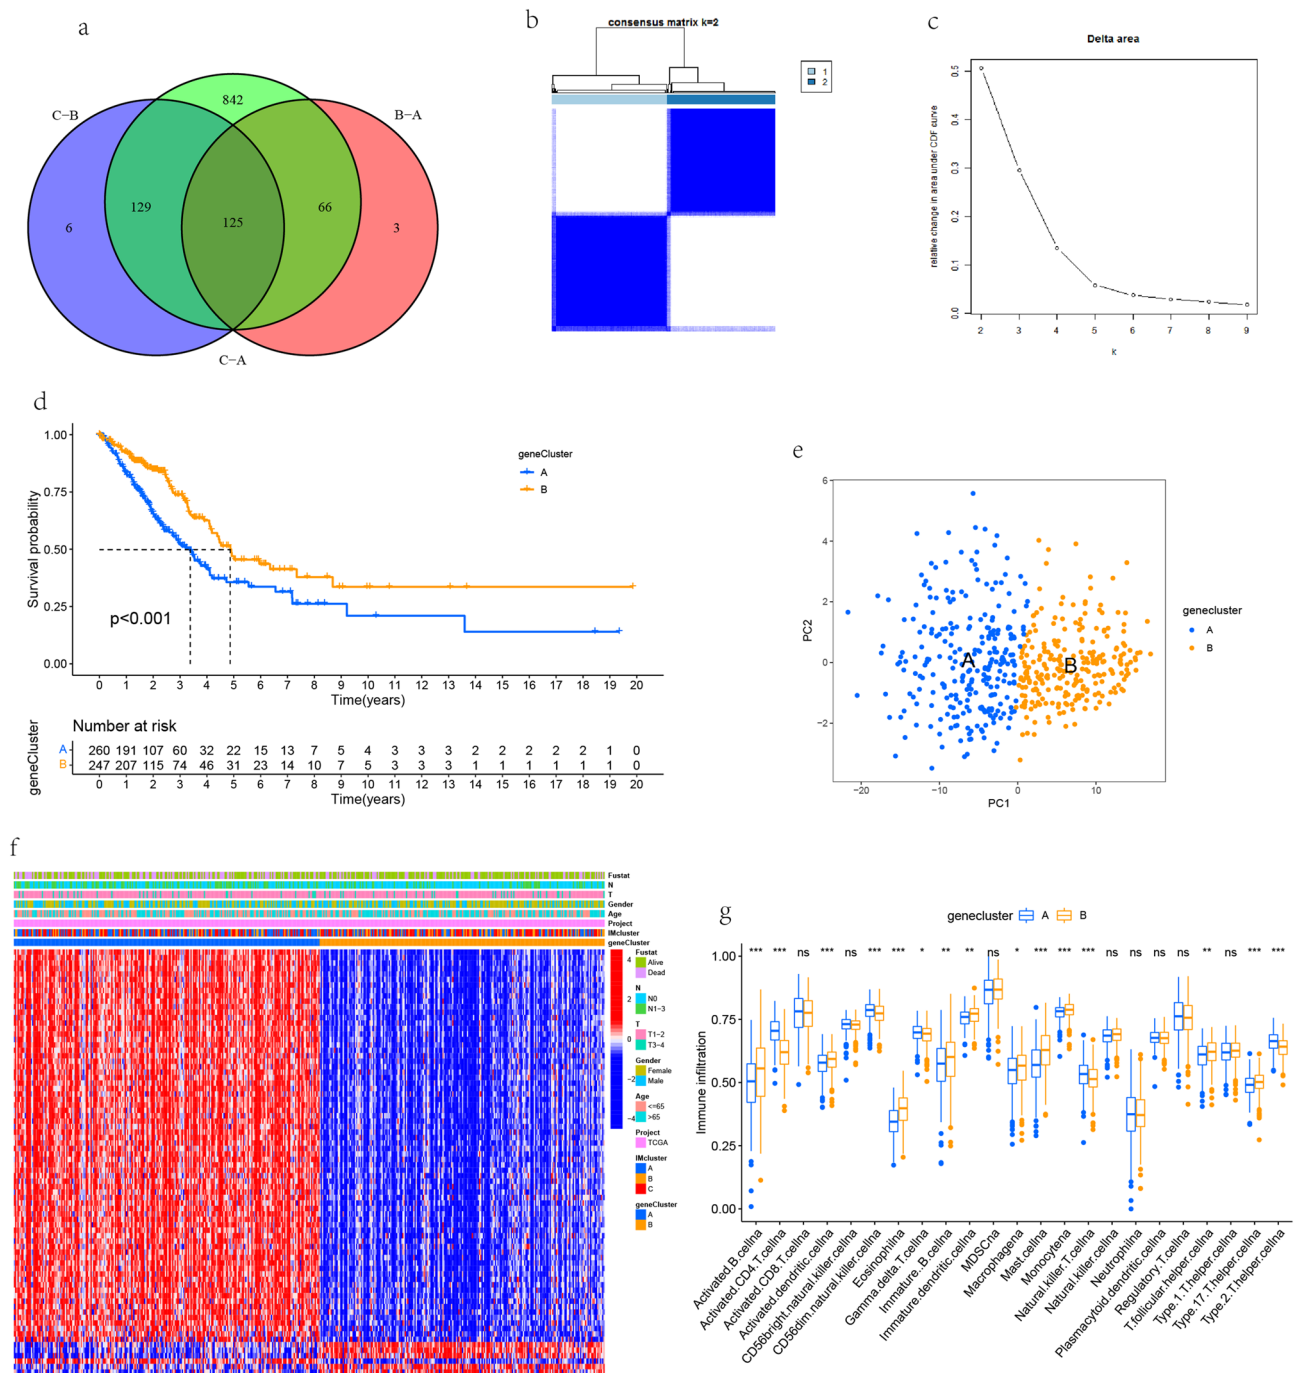 a
842
C−B
B−A
129
66
6
125
3
C−A
b
consensus matrix k=2
1
2
c
Delta area
relative change in area under CDF curve
0.5
0.4
0.3
0.2
0.1
0.0
2 3 4 5 6 7 8 9
k
d
Survival probability
1.00
0.75
0.50
0.25
0.00
geneCluster
A
B
p<0.001
0 1 2 3 4 5 6 7 8 9 10 11 12 13 14 15 16 17 18 19 20
Time(years)
Number at risk
geneCluster
A 260 191 107 60 32 22 15 13 7 5 4 3 3 3 2 2 2 2 2 1 0
B 247 207 115 74 46 31 23 14 10 7 5 3 3 3 1 1 1 1 1 1 0
0 1 2 3 4 5 6 7 8 9 10 11 12 13 14 15 16 17 18 19 20
Time(years)
e
PC2
6
4
2
0
−2
A
B
genecluster
A
B
−20 −10 0 10
PC1
f
Fustat
N
T
Gender
Age
Project
IMcluster
geneCluster
4
2
0
−2
−4
Fustat
Alive
Dead
N
N0
N1−3
T
T1−2
T3−4
Gender
Female
Male
Age
<=65
>65
Project
TCGA
IMcluster
A
B
C
geneCluster
A
B
g
genecluster A B
Immune infiltration
*** *** ns *** ns *** *** * ** ** ns * *** *** *** ns ns ns ns ** ns *** ***
1.00
0.75
0.50
0.25
0.00
Activated.B.cellna
Activated.CD4.T.cellna
Activated.CD8.T.cellna
Activated.dendritic.cellna
CD56bright.natural.killer.cellna
CD56dim.natural.killer.cellna
Eosinophilna
Gamma.delta.T.cellna
Immature..B.cellna
Immature.dendritic.cellna
MDSCna
Macrophagena
Mast.cellna
Monocytena
Natural.killer.T.cellna
Natural.killer.cellna
Neutrophilna
Plasmacytoid.dendritic.cellna
Regulatory.T.cellna
T.follicular.helper.cellna
Type.1.T.helper.cellna
Type.17.T.helper.cellna
Type.2.T.helper.cellna